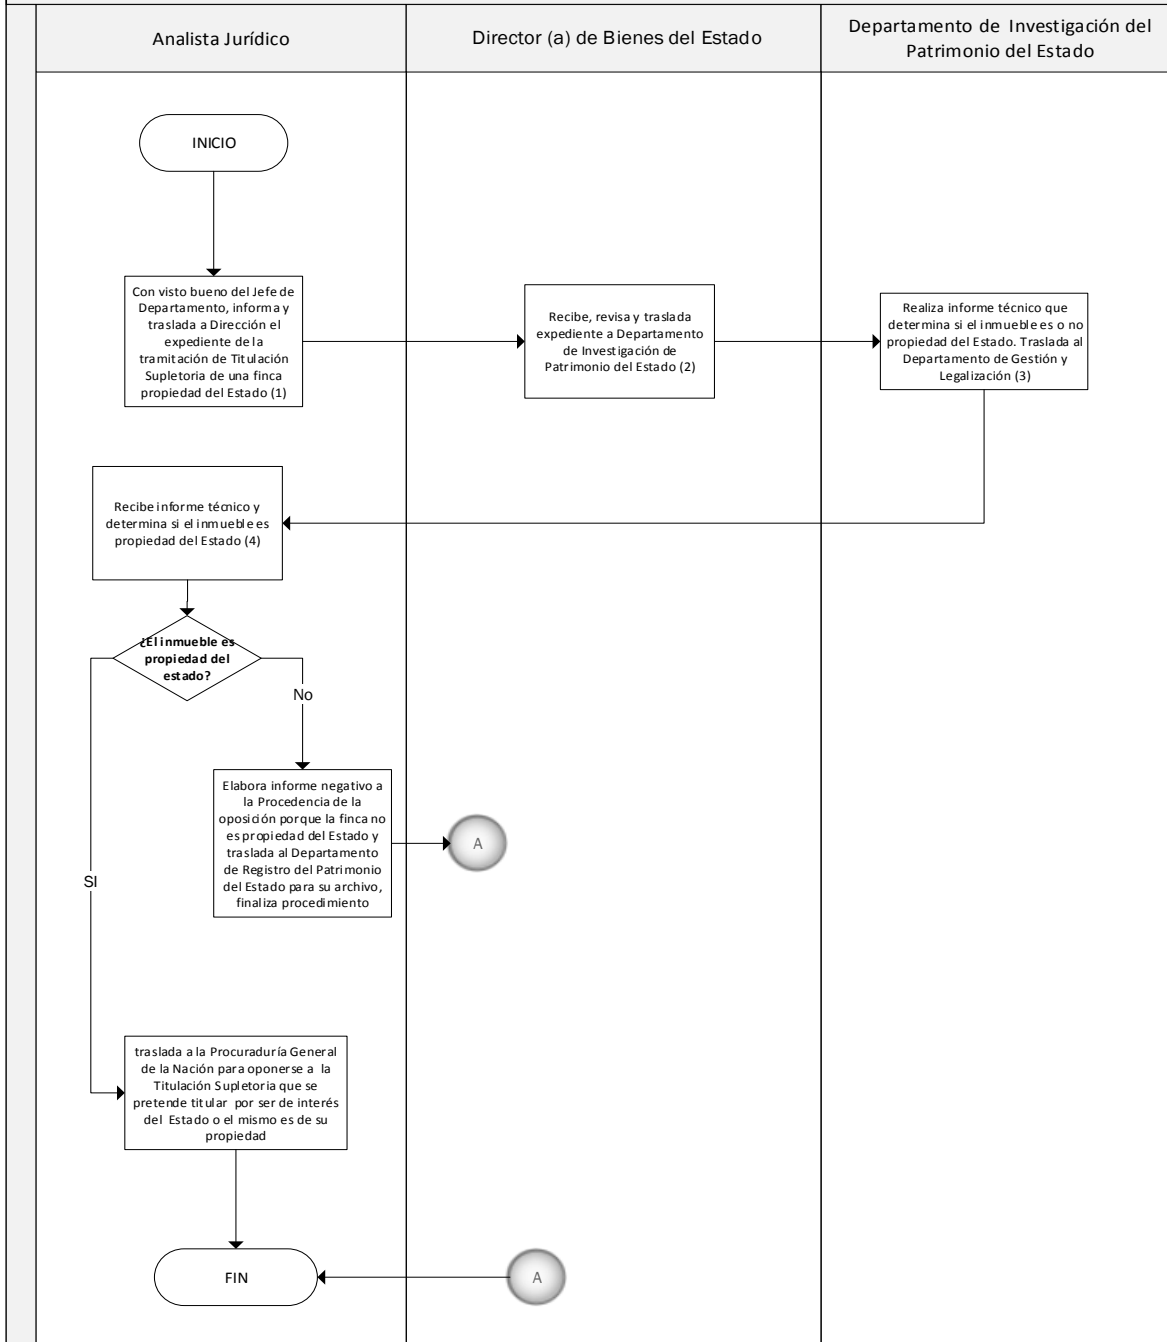 Analista Jurídico
Director (a) de Bienes del Estado
Departamento de Investigación del
Patrimonio del Estado
INICIO
Con visto bueno del Jefe de
Departamento, informa y
traslada a Dirección el
expediente de la
tramitación de Titulación
Supletoria de una finca
propiedad del Estado (1)
Recibe, revisa y traslada
expediente a Departamento
de Investigación de
Patrimonio del Estado (2)
Realiza informe técnico que
determina si el inmueble es o no
propiedad del Estado. Traslada al
Departamento de Gestión y
Legalización (3)
Recibe informe técnico y
determina si el inmueble es
propiedad del Estado (4)
¿El inmueble es
propiedad del
estado?
No
Elabora informe negativo a
la Procedencia de la
oposición porque la finca no
es propiedad del Estado y
traslada al Departamento
de Registro del Patrimonio
del Estado para su archivo,
finaliza procedimiento
A
SI
traslada a la Procuraduría General
de la Nación para oponerse a la
Titulación Supletoria que se
pretende titular por ser de interés
del Estado o el mismo es de su
propiedad
FIN
A